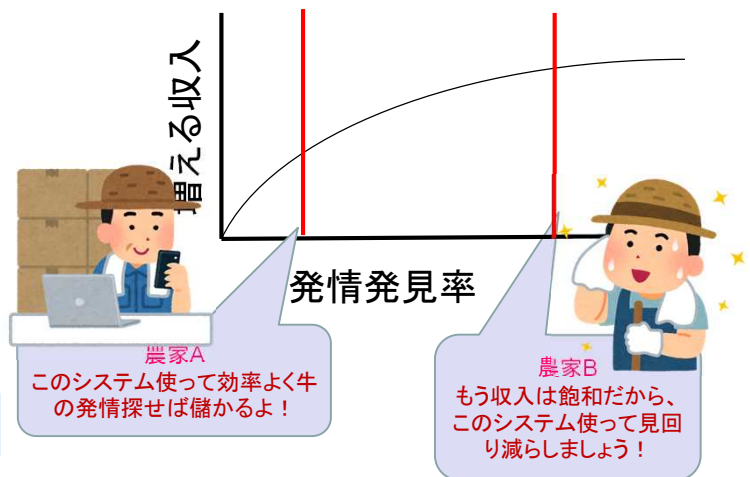 増える収入
発情発見率
農家A
このシステム使って効率よく牛
の発情探せば儲かるよ！
農家B
もう収入は飽和だから、
このシステム使って見回
り減らしましょう！